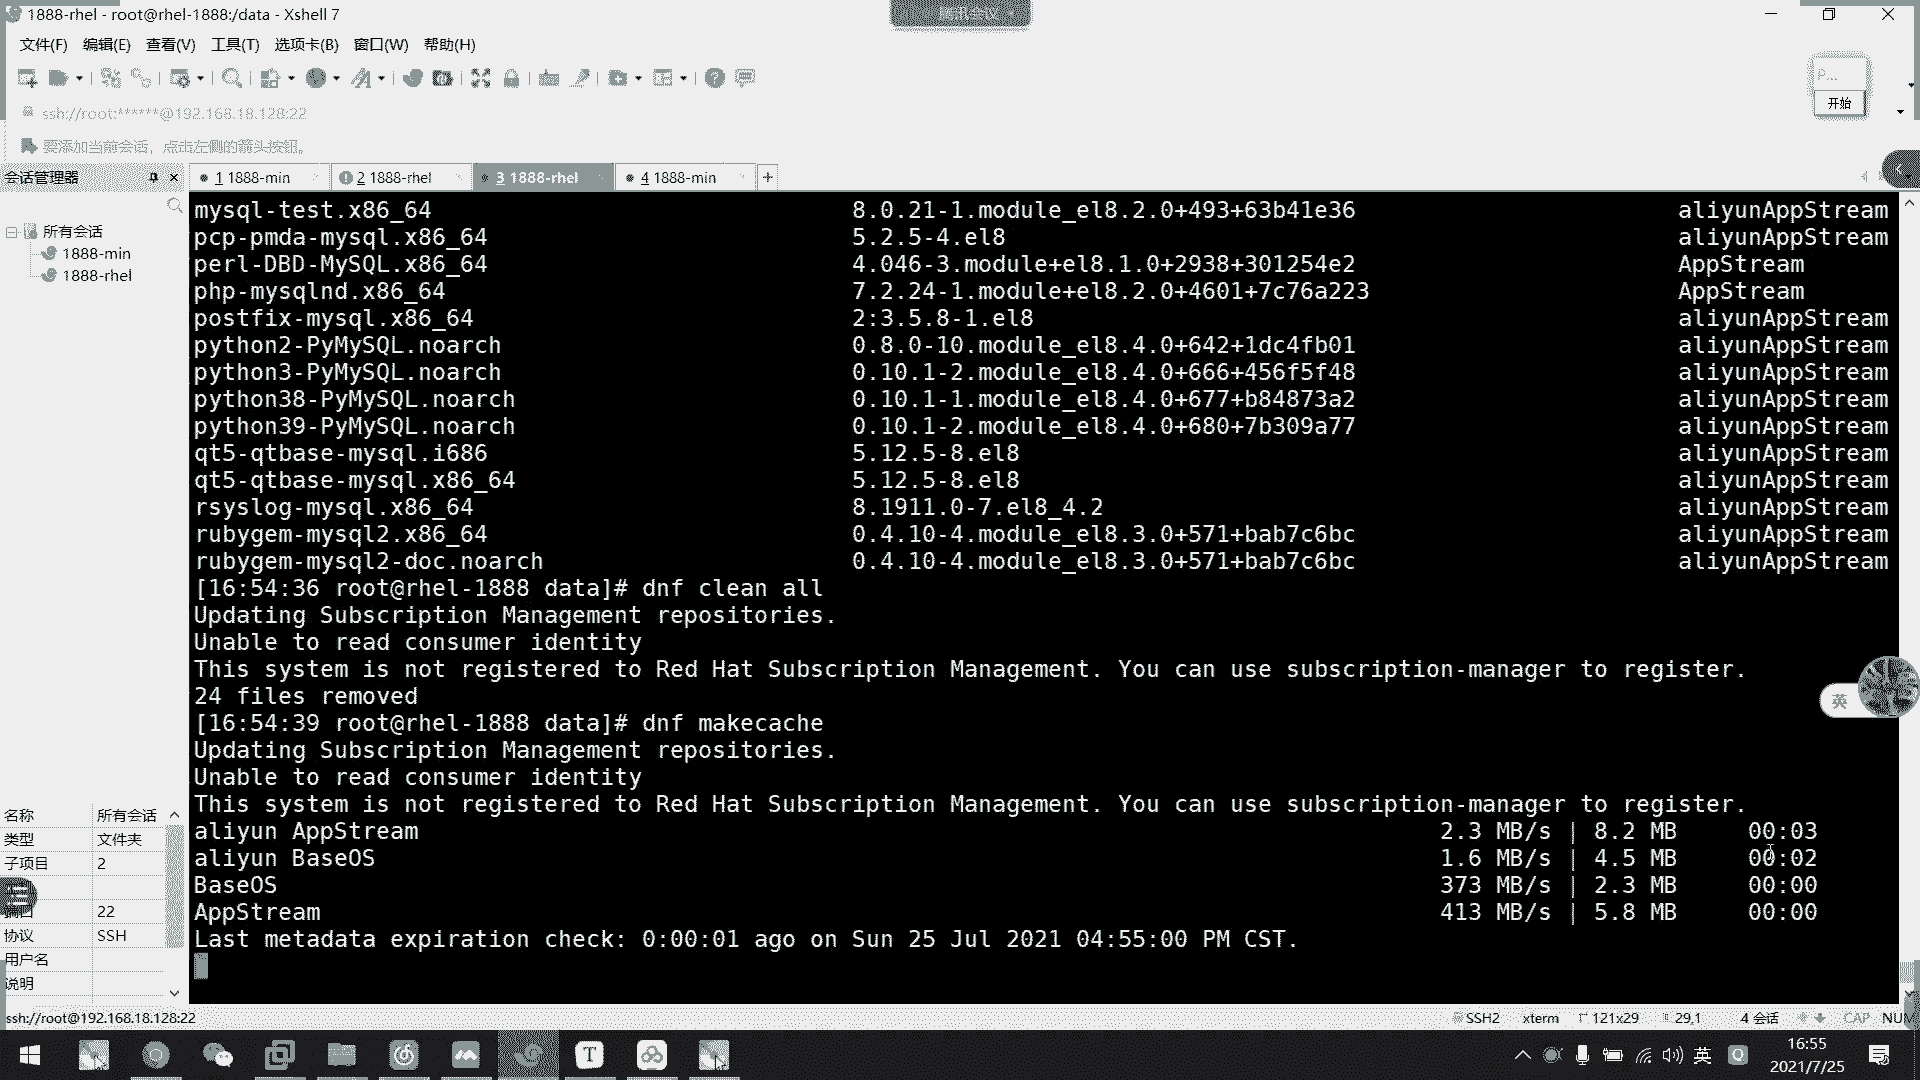 1888-rhel - root@rhel-1888:/data - Xshell 7
腾讯会议
文件(F) 编辑(E) 查看(V) 工具(T) 选项卡(B) 窗口(W) 帮助(H)
P...
开始
ssh://root:******@192.168.18.128:22
要添加当前会话，点击左侧的箭头按钮。
会话管理器
1 1888-min 2 1888-rhel 3 1888-rhel 4 1888-min +
所有会话
1888-min
1888-rhel
mysql-test.x86_64 8.0.21-1.module_el8.2.0+493+63b41e36 aliyunAppStream
pcp-pmda-mysql.x86_64 5.2.5-4.el8 aliyunAppStream
perl-DBD-MySQL.x86_64 4.046-3.module+el8.1.0+2938+301254e2 AppStream
php-mysqlnd.x86_64 7.2.24-1.module+el8.2.0+4601+7c76a223 AppStream
postfix-mysql.x86_64 2:3.5.8-1.el8 aliyunAppStream
python2-PyMySQL.noarch 0.8.0-10.module_el8.4.0+642+1dc4fb01 aliyunAppStream
python3-PyMySQL.noarch 0.10.1-2.module_el8.4.0+666+456f5f48 aliyunAppStream
python38-PyMySQL.noarch 0.10.1-1.module_el8.4.0+677+b84873a2 aliyunAppStream
python39-PyMySQL.noarch 0.10.1-2.module_el8.4.0+680+7b309a77 aliyunAppStream
qt5-qtbase-mysql.i686 5.12.5-8.el8 aliyunAppStream
qt5-qtbase-mysql.x86_64 5.12.5-8.el8 aliyunAppStream
rsyslog-mysql.x86_64 8.1911.0-7.el8_4.2 aliyunAppStream
rubygem-mysql2.x86_64 0.4.10-4.module_el8.3.0+571+bab7c6bc aliyunAppStream
rubygem-mysql2-doc.noarch 0.4.10-4.module_el8.3.0+571+bab7c6bc aliyunAppStream
[16:54:36 root@rhel-1888 data]# dnf clean all
Updating Subscription Management repositories.
Unable to read consumer identity
This system is not registered to Red Hat Subscription Management. You can use subscription-manager to register.
24 files removed
[16:54:39 root@rhel-1888 data]# dnf makecache
Updating Subscription Management repositories.
Unable to read consumer identity
This system is not registered to Red Hat Subscription Management. You can use subscription-manager to register.
aliyun AppStream 2.3 MB/s | 8.2 MB 00:03
aliyun BaseOS 1.6 MB/s | 4.5 MB 00:02
BaseOS 373 MB/s | 2.3 MB 00:00
AppStream 413 MB/s | 5.8 MB 00:00
Last metadata expiration check: 0:00:01 ago on Sun 25 Jul 2021 04:55:00 PM CST.
英
名称 所有会话
类型 文件夹
子项目 2
端口 22
协议 SSH
用户名
说明
ssh://root@192.168.18.128:22
SSH2 xterm 121x29 29,1 4 会话 CAP NUM
英
16:55
2021/7/25